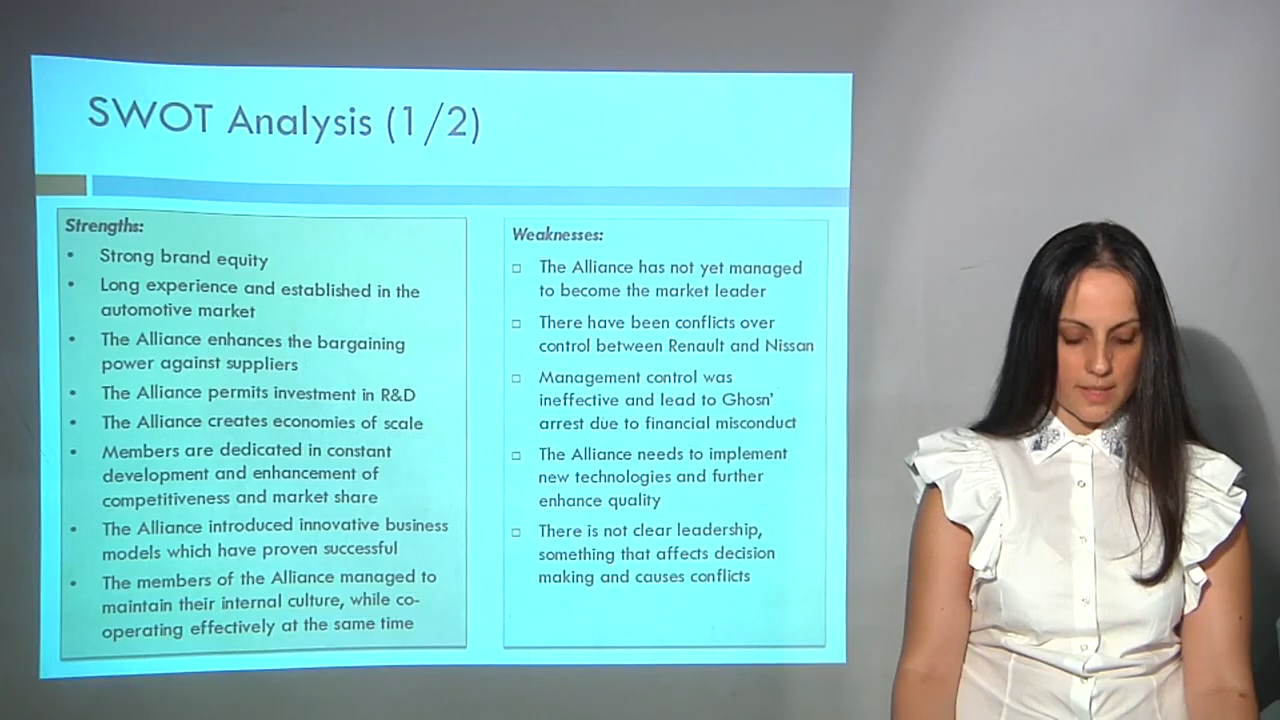 SWOT Analysis (1/2)
Strengths:
• Strong brand equity
• Long experience and established in the
automotive market
• The Alliance enhances the bargaining
power against suppliers
• The Alliance permits investment in R&D
• The Alliance creates economies of scale
• Members are dedicated in constant
development and enhancement of
competitiveness and market share
• The Alliance introduced innovative business
models which have proven successful
• The members of the Alliance managed to
maintain their internal culture, while co-
operating effectively at the same time
Weaknesses:
□ The Alliance has not yet managed
to become the market leader
□ There have been conflicts over
control between Renault and Nissan
□ Management control was
ineffective and lead to Ghosn'
arrest due to financial misconduct
□ The Alliance needs to implement
new technologies and further
enhance quality
□ There is not clear leadership,
something that affects decision
making and causes conflicts